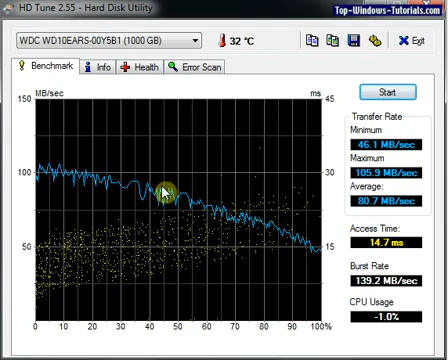 HD Tune 2.55 - Hard Disk Utility
Top-Windows-Tutorials.com
WDC WD10EARS-00Y5B1 (1000 GB)
32 °C
Exit
Benchmark
Info
Health
Error Scan
MB/sec
ms
Start
150
45
100
30
50
15
0 10 20 30 40 50 60 70 80 90 100%
Transfer Rate
Minimum
46.1 MB/sec
Maximum
105.9 MB/sec
Average:
80.7 MB/sec
Access Time:
14.7 ms
Burst Rate
139.2 MB/sec
CPU Usage
-1.0%